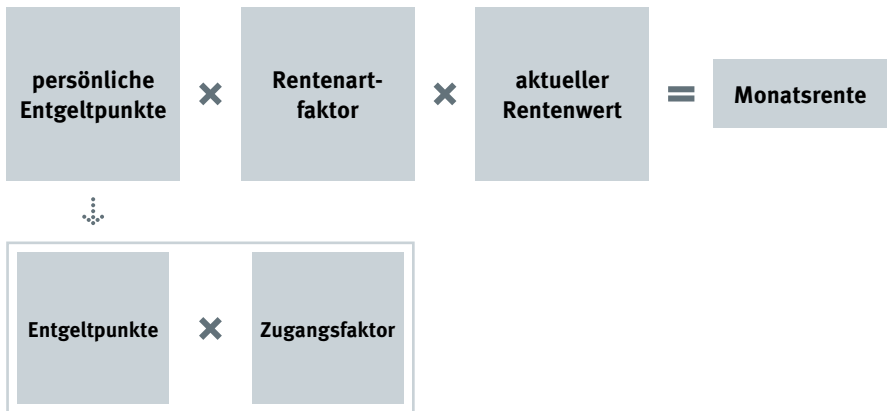 persönliche
Entgeltpunkte
×
Rentenart-
faktor
×
aktueller
Rentenwert
=
Monatsrente
Entgeltpunkte
×
Zugangsfaktor